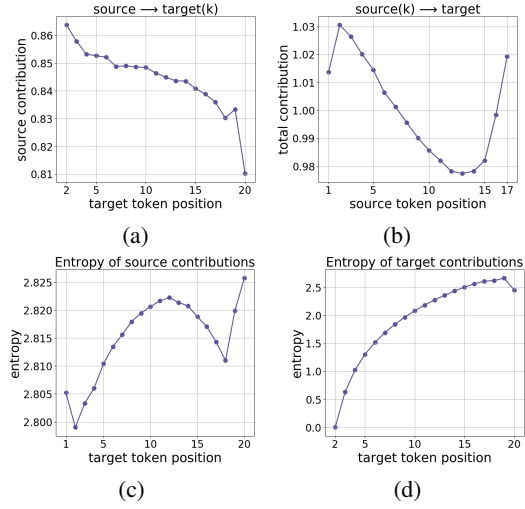 source ⟶ target(k)
source contribution
0.86
0.85
0.84
0.83
0.82
0.81
2 5 10 15 20
target token position
(a)
source(k) ⟶ target
total contribution
1.03
1.02
1.01
1.00
0.99
0.98
1 5 10 15 17
source token position
(b)
Entropy of source contributions
entropy
2.825
2.820
2.815
2.810
2.805
2.800
1 5 10 15 20
target token position
(c)
Entropy of target contributions
entropy
2.5
2.0
1.5
1.0
0.5
0.0
2 5 10 15 20
target token position
(d)